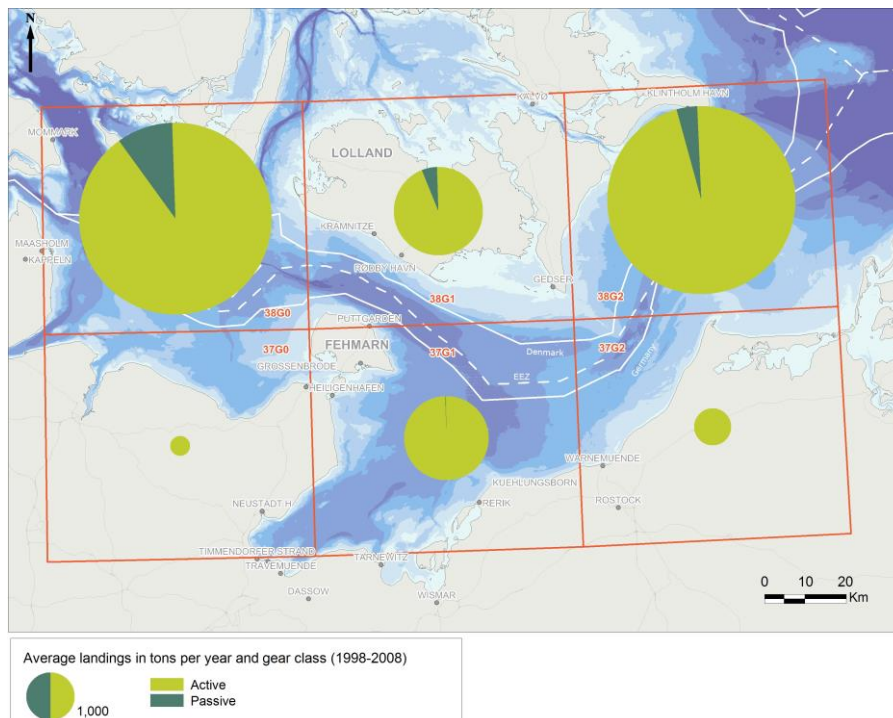 N
KALVØ
KLINTHOLM HAVN
MOMMARK
LOLLAND
KRAMNITZE
MAASHOLM
KAPPELN
RØDBY HAVN
GEDSER
38G0
38G1
38G2
PUTTGARDEN
37G0
FEHMARN
37G1
Denmark
37G2
GROSSENBRODE
EEZ
Germany
HEILIGENHAFEN
WARNEMUENDE
KUEHLUNGSBORN
NEUSTADT H.
RERIK
ROSTOCK
TIMMENDORFER STRAND
TARNEWITZ
TRAVEMUENDE
DASSOW
WISMAR
0 10 20
Km
Average landings in tons per year and gear class (1998-2008)
1,000
Active
Passive